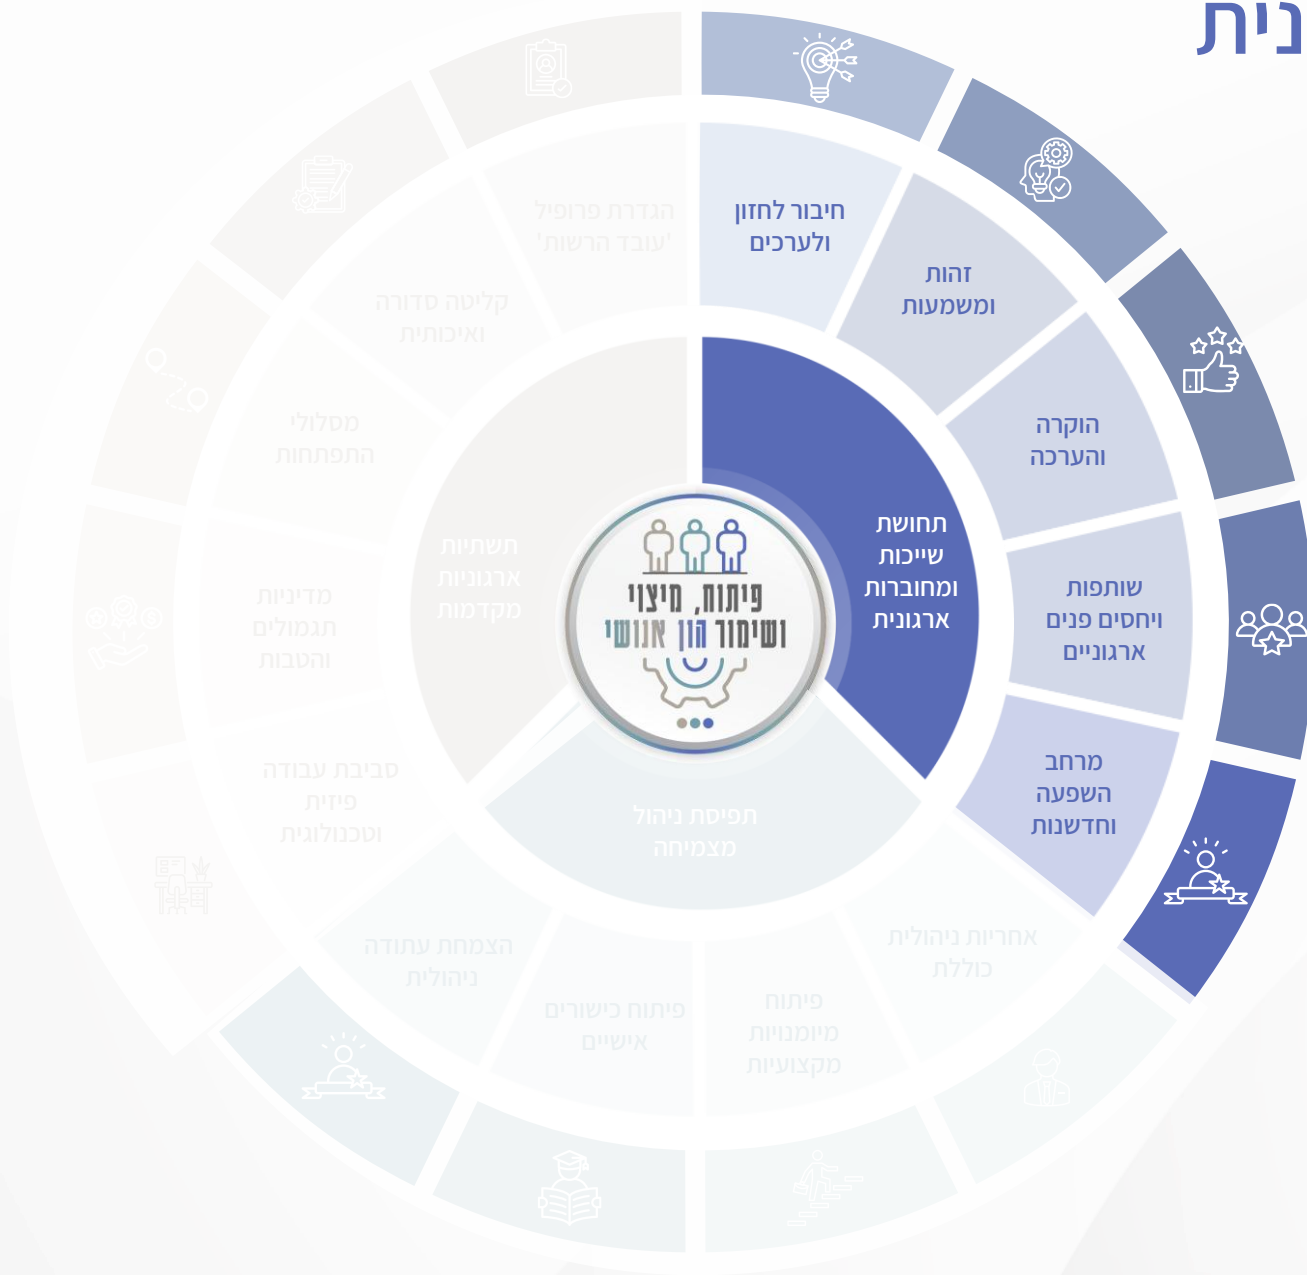 נית
חיבור לחזון
ולערכים
זהות
ומשמעות
הוקרה
והערכה
שותפות
ויחסים פנים
ארגוניים
מרחב
השפעה
וחדשנות
תחושת
שייכות
ומחוברות
ארגונית
פיתוח, מיצוי
ושימור הון אנושי
תשתיות
ארגוניות
מקדמות
תפיסת ניהול
מצמיחה
הגדרת פרופיל
'עובד הרשות'
קליטה סדורה
ואיכותית
מסלולי
התפתחות
מדיניות
תגמולים
והטבות
סביבת עבודה
פיזית
וטכנולוגית
הצמחת עתודה
ניהולית
פיתוח כישורים
אישיים
פיתוח
מיומנויות
מקצועיות
אחריות ניהולית
כוללת